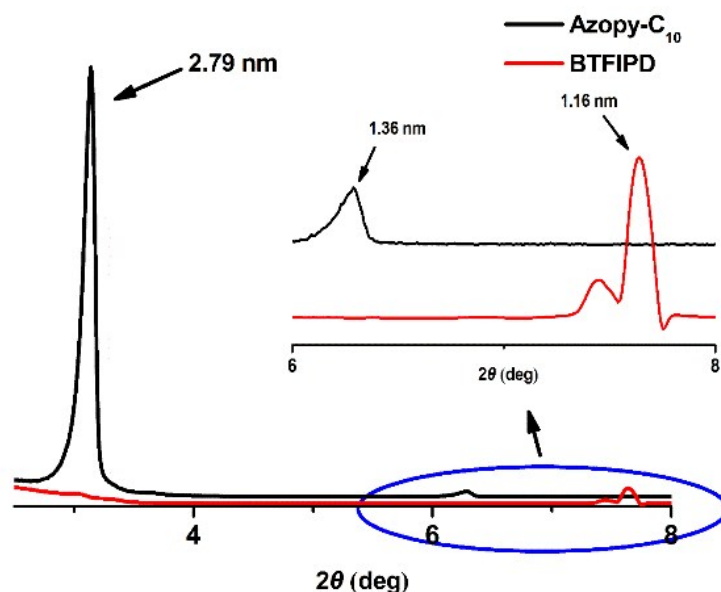 Azopy-C₁₀
BTFIPD
2.79 nm
1.16 nm
1.36 nm
6
8
2θ (deg)
4
6
8
2θ (deg)